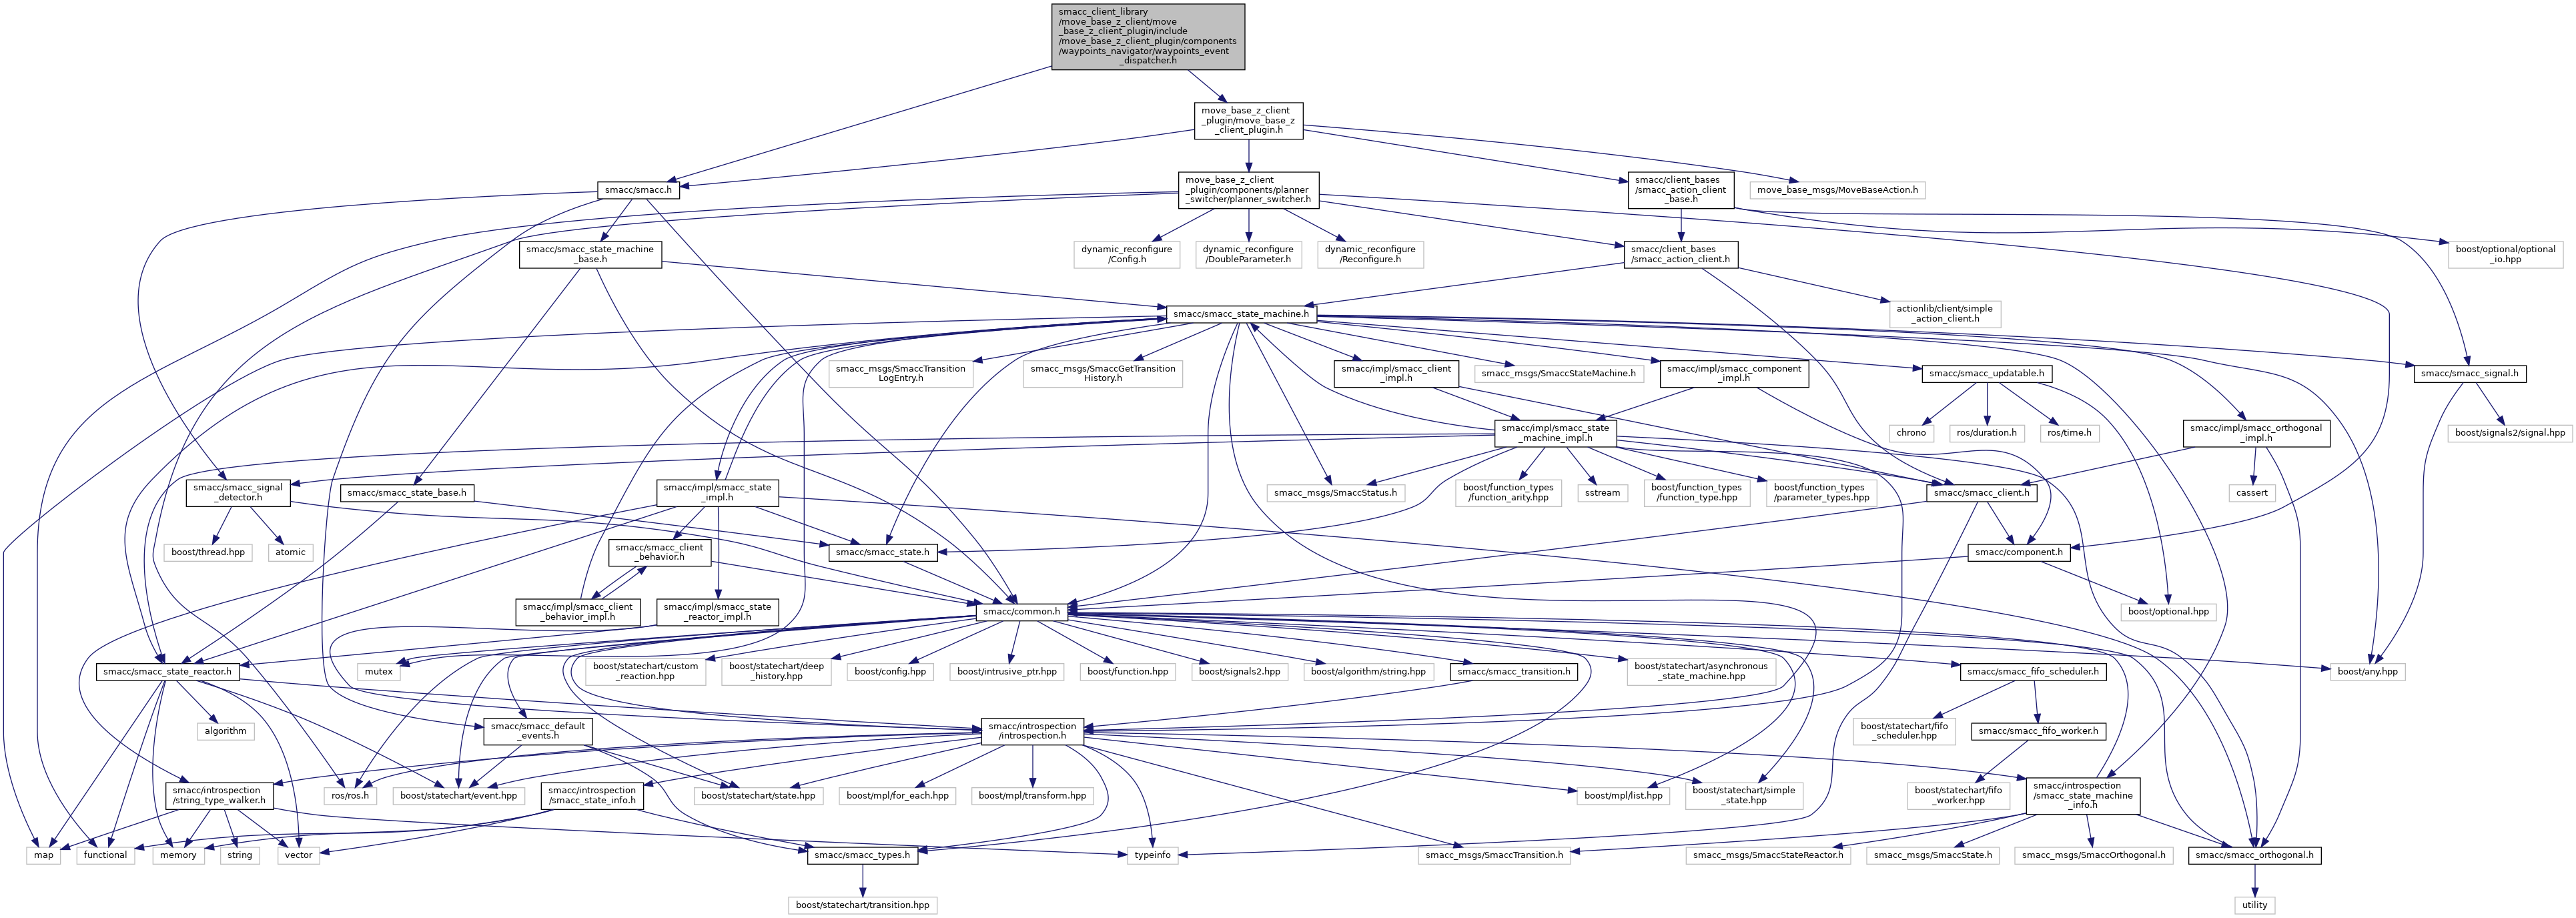 smacc_client_library
/move_base_z_client/move
_base_z_client_plugin/include
/move_base_z_client_plugin/components
/waypoints_navigator/waypoints_event
_dispatcher.h
move_base_z_client
_plugin/move_base_z
_client_plugin.h
smacc/smacc.h
move_base_z_client
_plugin/components/planner
_switcher/planner_switcher.h
smacc/client_bases
/smacc_action_client
_base.h
move_base_msgs/MoveBaseAction.h
smacc/smacc_state_machine
_base.h
dynamic_reconfigure
/Config.h
dynamic_reconfigure
/DoubleParameter.h
dynamic_reconfigure
/Reconfigure.h
smacc/client_bases
/smacc_action_client.h
boost/optional/optional
_io.hpp
smacc/smacc_state_machine.h
actionlib/client/simple
_action_client.h
smacc_msgs/SmaccTransition
LogEntry.h
smacc_msgs/SmaccGetTransition
History.h
smacc/impl/smacc_client
_impl.h
smacc_msgs/SmaccStateMachine.h
smacc/impl/smacc_component
_impl.h
smacc/smacc_updatable.h
smacc/smacc_signal.h
smacc/impl/smacc_state
_machine_impl.h
chrono
ros/duration.h
ros/time.h
smacc/impl/smacc_orthogonal
_impl.h
boost/signals2/signal.hpp
smacc/smacc_signal
_detector.h
smacc/smacc_state_base.h
smacc/impl/smacc_state
_impl.h
smacc_msgs/SmaccStatus.h
boost/function_types
/function_arity.hpp
sstream
boost/function_types
/function_type.hpp
boost/function_types
/parameter_types.hpp
smacc/smacc_client.h
cassert
boost/thread.hpp
atomic
smacc/smacc_client
_behavior.h
smacc/smacc_state.h
smacc/component.h
smacc/impl/smacc_client
_behavior_impl.h
smacc/impl/smacc_state
_reactor_impl.h
smacc/common.h
boost/optional.hpp
smacc/smacc_state_reactor.h
mutex
boost/statechart/custom
_reaction.hpp
boost/statechart/deep
_history.hpp
boost/config.hpp
boost/intrusive_ptr.hpp
boost/function.hpp
boost/signals2.hpp
boost/algorithm/string.hpp
smacc/smacc_transition.h
boost/statechart/asynchronous
_state_machine.hpp
smacc/smacc_fifo_scheduler.h
boost/any.hpp
algorithm
smacc/smacc_default
_events.h
smacc/introspection
/introspection.h
boost/statechart/fifo
_scheduler.hpp
smacc/smacc_fifo_worker.h
smacc/introspection
/string_type_walker.h
ros/ros.h
boost/statechart/event.hpp
smacc/introspection
/smacc_state_info.h
boost/statechart/state.hpp
boost/mpl/for_each.hpp
boost/mpl/transform.hpp
boost/mpl/list.hpp
boost/statechart/simple
_state.hpp
boost/statechart/fifo
_worker.hpp
smacc/introspection
/smacc_state_machine
_info.h
map
functional
memory
string
vector
smacc/smacc_types.h
typeinfo
smacc_msgs/SmaccTransition.h
smacc_msgs/SmaccStateReactor.h
smacc_msgs/SmaccState.h
smacc_msgs/SmaccOrthogonal.h
smacc/smacc_orthogonal.h
boost/statechart/transition.hpp
utility